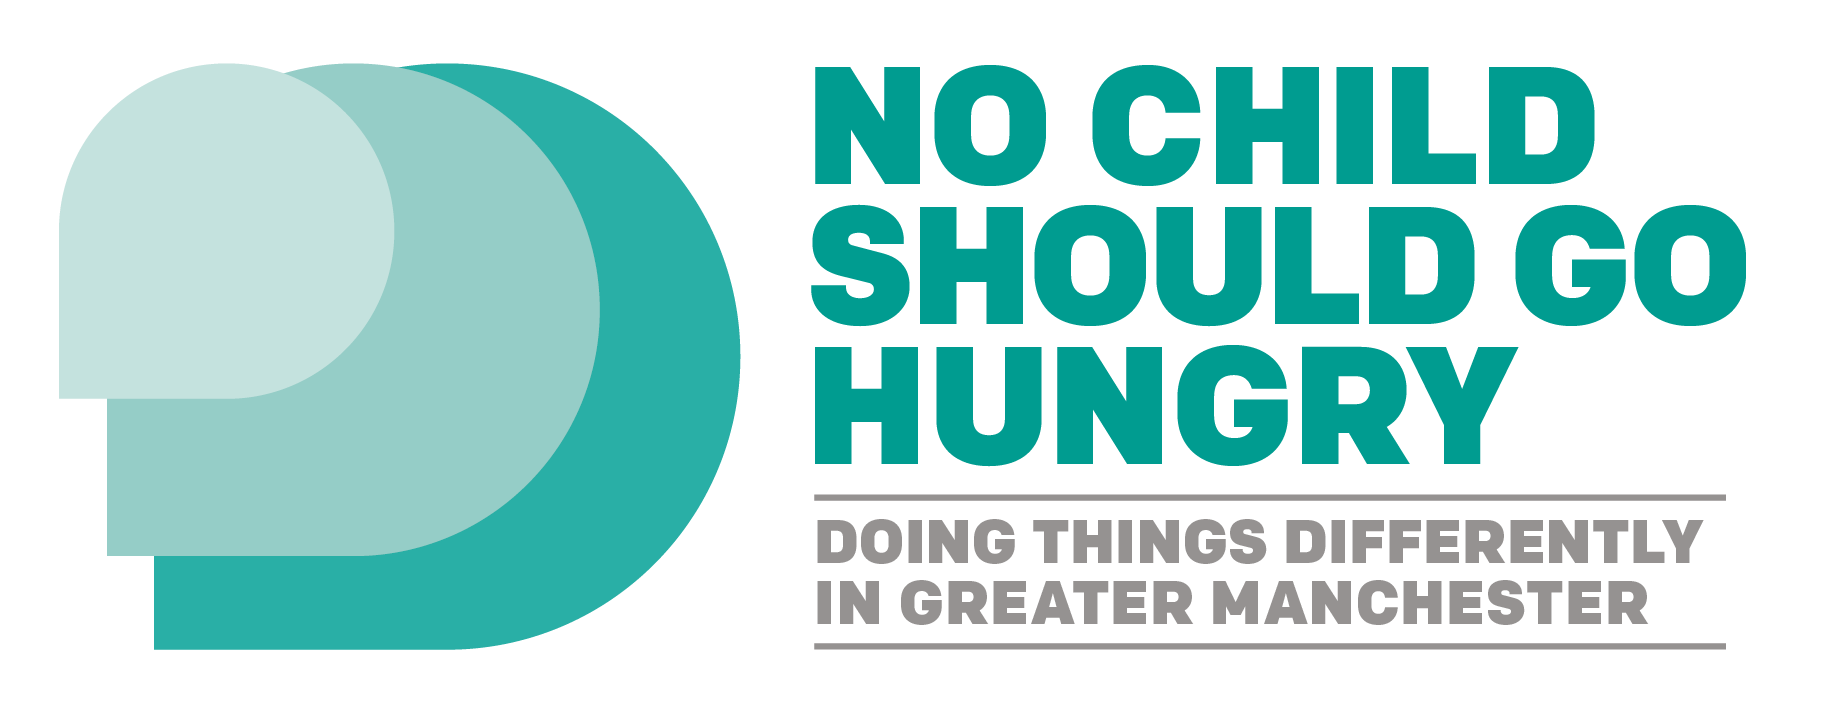 NO CHILD
SHOULD GO
HUNGRY
DOING THINGS DIFFERENTLY
IN GREATER MANCHESTER